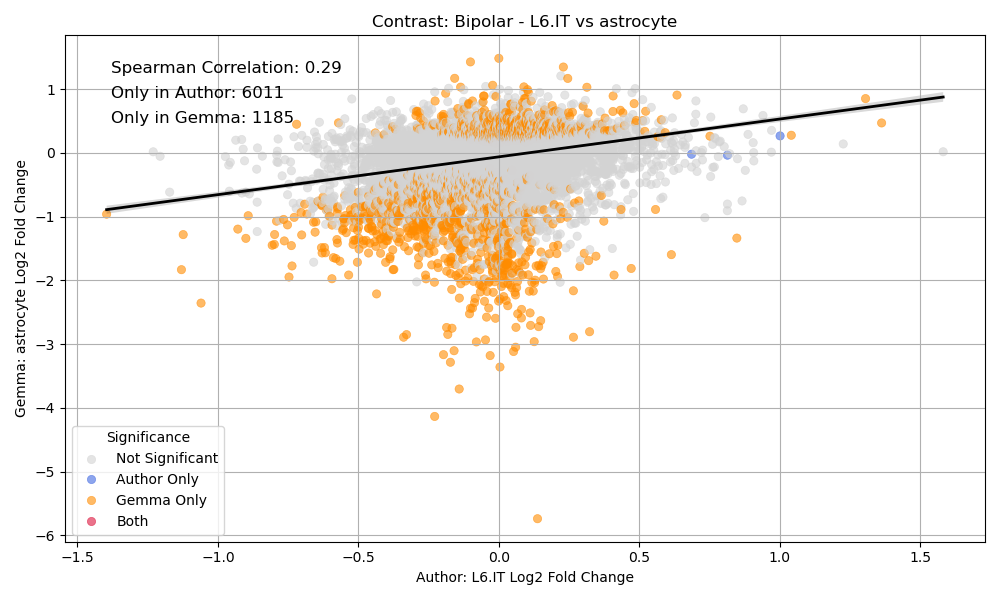 Contrast: Bipolar - L6.IT vs astrocyte
Spearman Correlation: 0.29
Only in Author: 6011
Only in Gemma: 1185
Gemma: astrocyte Log2 Fold Change
1
0
−1
−2
−3
−4
−5
−6
Significance
Not Significant
Author Only
Gemma Only
Both
−1.5
−1.0
−0.5
0.0
0.5
1.0
1.5
Author: L6.IT Log2 Fold Change